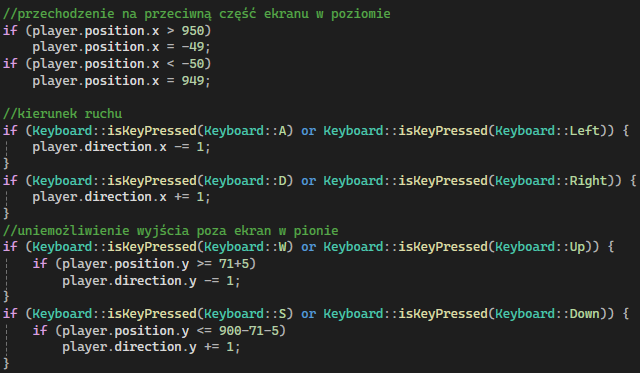 //przechodzenie na przeciwną część ekranu w poziomie
if (player.position.x > 950)
    player.position.x = -49;
if (player.position.x < -50)
    player.position.x = 949;

//kierunek ruchu
if (Keyboard::isKeyPressed(Keyboard::A) or Keyboard::isKeyPressed(Keyboard::Left)) {
    player.direction.x -= 1;
}
if (Keyboard::isKeyPressed(Keyboard::D) or Keyboard::isKeyPressed(Keyboard::Right)) {
    player.direction.x += 1;
}
//uniemożliwienie wyjścia poza ekran w pionie
if (Keyboard::isKeyPressed(Keyboard::W) or Keyboard::isKeyPressed(Keyboard::Up)) {
    if (player.position.y >= 71+5)
        player.direction.y -= 1;
}
if (Keyboard::isKeyPressed(Keyboard::S) or Keyboard::isKeyPressed(Keyboard::Down)) {
    if (player.position.y <= 900-71-5)
        player.direction.y += 1;
}